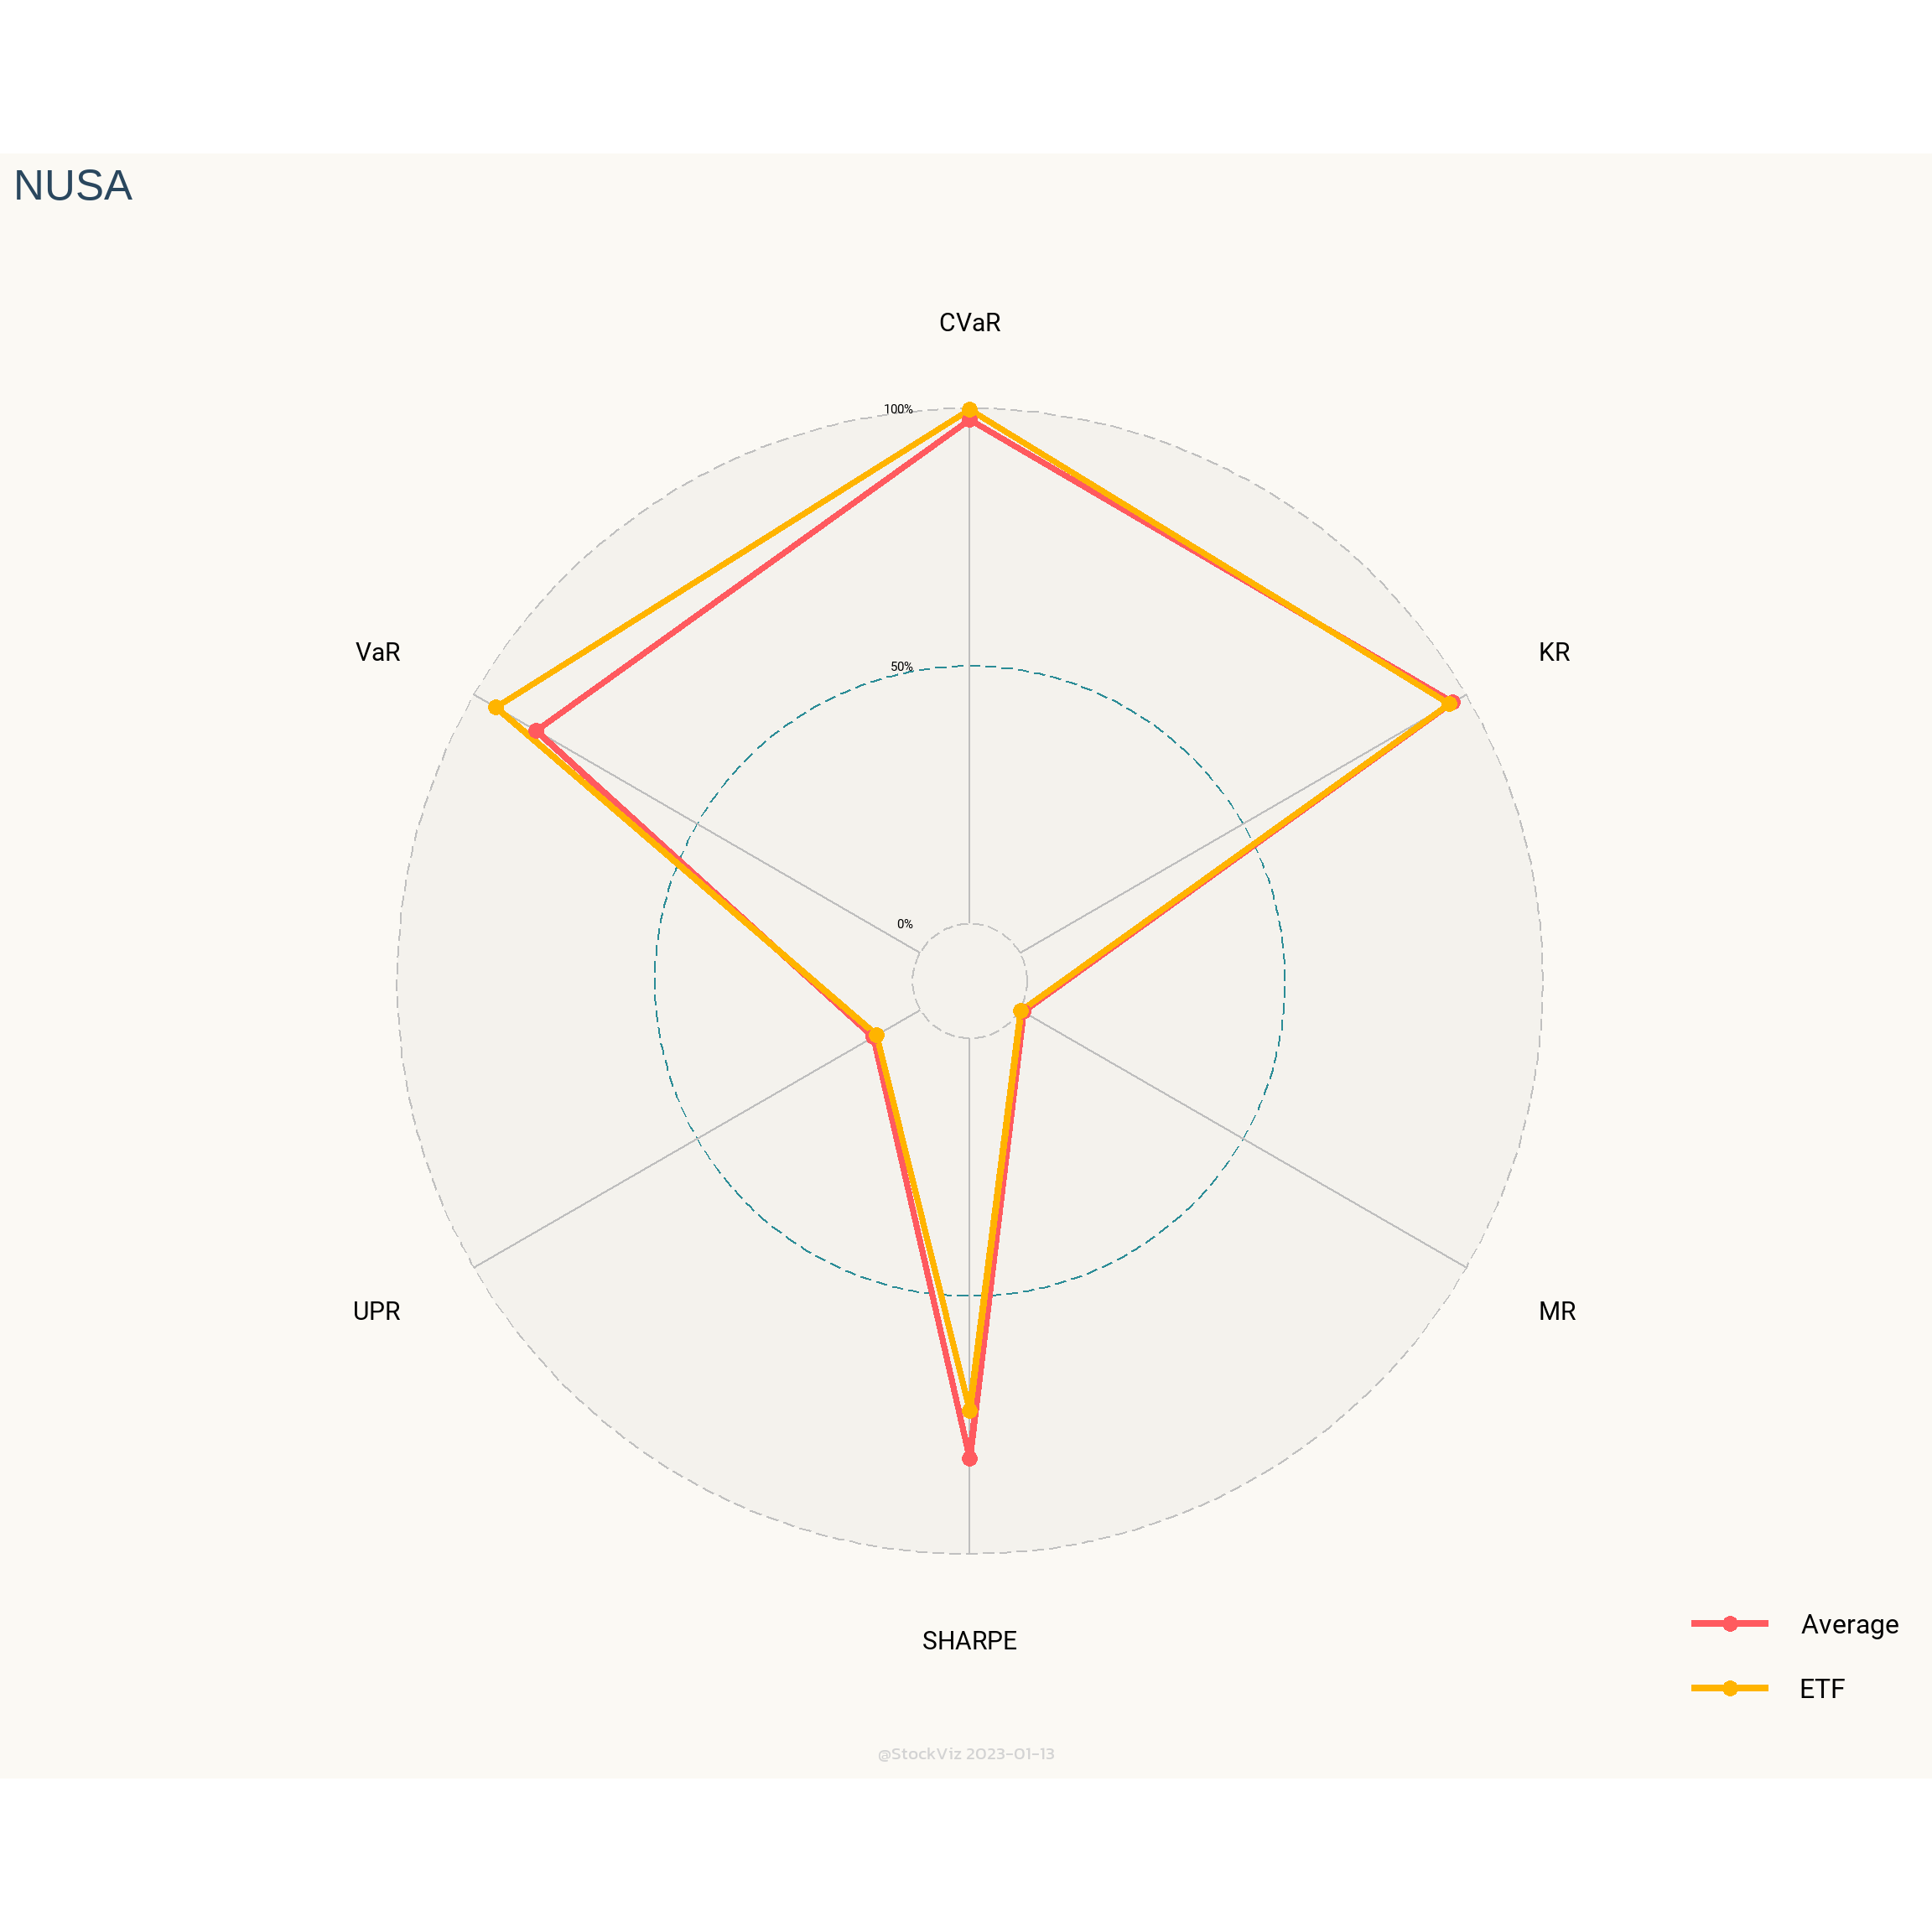 NUSA
CVaR
100%
VaR
KR
50%
0%
UPR
MR
SHARPE
Average
ETF
@StockViz 2023-01-13